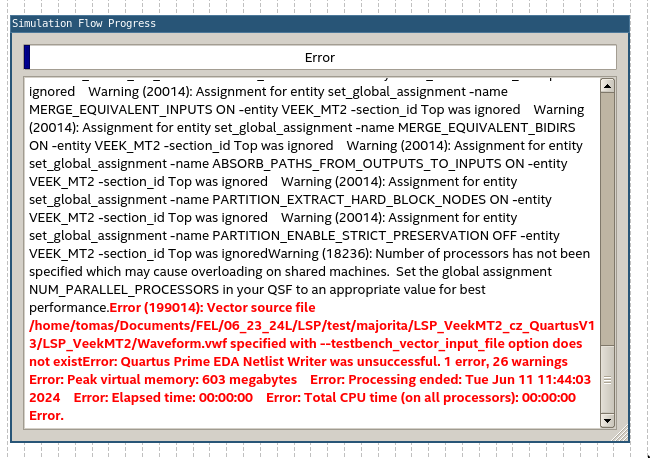 Simulation Flow Progress
Error
ignored    Warning (20014): Assignment for entity set_global_assignment -name
MERGE_EQUIVALENT_INPUTS ON -entity VEEK_MT2 -section_id Top was ignored    Warning
(20014): Assignment for entity set_global_assignment -name MERGE_EQUIVALENT_BIDIRS
ON -entity VEEK_MT2 -section_id Top was ignored    Warning (20014): Assignment for entity
set_global_assignment -name ABSORB_PATHS_FROM_OUTPUTS_TO_INPUTS ON -entity
VEEK_MT2 -section_id Top was ignored    Warning (20014): Assignment for entity
set_global_assignment -name PARTITION_EXTRACT_HARD_BLOCK_NODES ON -entity
VEEK_MT2 -section_id Top was ignored    Warning (20014): Assignment for entity
set_global_assignment -name PARTITION_ENABLE_STRICT_PRESERVATION OFF -entity
VEEK_MT2 -section_id Top was ignoredWarning (18236): Number of processors has not been
specified which may cause overloading on shared machines.  Set the global assignment
NUM_PARALLEL_PROCESSORS in your QSF to an appropriate value for best
performance.Error (199014): Vector source file
/home/tomas/Documents/FEL/06_23_24L/LSP/test/majorita/LSP_VeekMT2_cz_QuartusV1
3/LSP_VeekMT2/Waveform.vwf specified with --testbench_vector_input_file option does
not existError: Quartus Prime EDA Netlist Writer was unsuccessful. 1 error, 26 warnings
Error: Peak virtual memory: 603 megabytes    Error: Processing ended: Tue Jun 11 11:44:03
2024    Error: Elapsed time: 00:00:00    Error: Total CPU time (on all processors): 00:00:00
Error.